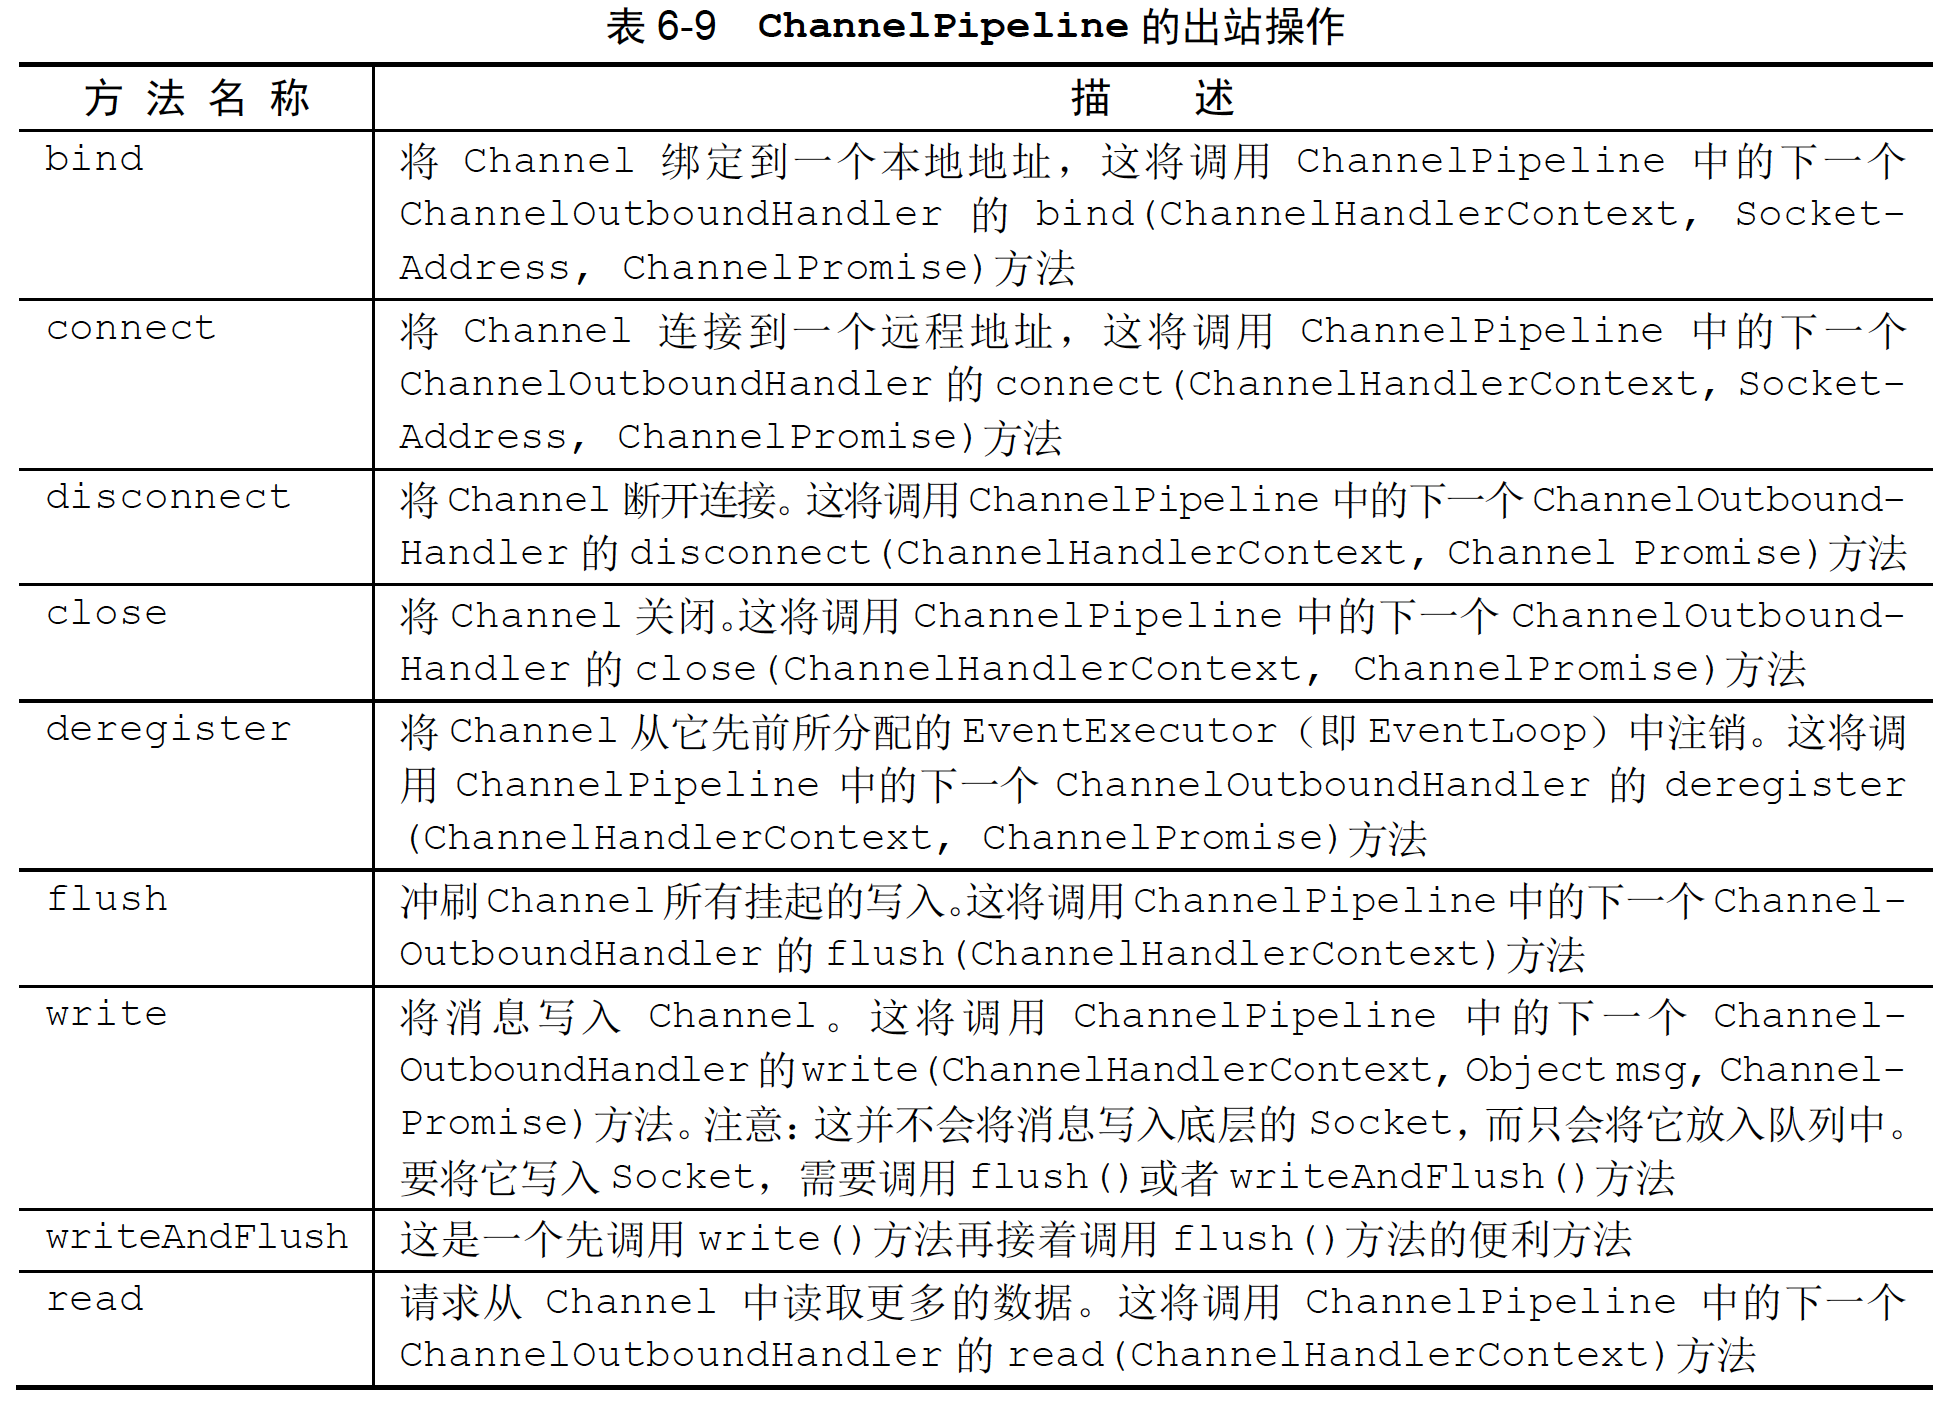 表 6-9 ChannelPipeline 的出站操作
方 法 名 称
描 述
bind
将 Channel 绑定到一个本地地址，这将调用 ChannelPipeline 中的下一个
ChannelOutboundHandler 的 bind(ChannelHandlerContext, Socket-
Address, ChannelPromise)方法
connect
将 Channel 连接到一个远程地址，这将调用 ChannelPipeline 中的下一个
ChannelOutboundHandler 的 connect(ChannelHandlerContext, Socket-
Address, ChannelPromise)方法
disconnect
将 Channel 断开连接。这将调用 ChannelPipeline 中的下一个 ChannelOutbound-
Handler 的 disconnect(ChannelHandlerContext, Channel Promise)方法
close
将 Channel 关闭。这将调用 ChannelPipeline 中的下一个 ChannelOutbound-
Handler 的 close(ChannelHandlerContext, ChannelPromise)方法
deregister
将 Channel 从它先前所分配的 EventExecutor（即 EventLoop）中注销。这将调
用 ChannelPipeline 中的下一个 ChannelOutboundHandler 的 deregister
(ChannelHandlerContext, ChannelPromise)方法
flush
冲刷 Channel 所有挂起的写入。这将调用 ChannelPipeline 中的下一个 Channel-
OutboundHandler 的 flush(ChannelHandlerContext)方法
write
将消息写入 Channel。这将调用 ChannelPipeline 中的下一个 Channel-
OutboundHandler 的 write(ChannelHandlerContext, Object msg, Channel-
Promise)方法。注意：这并不会将消息写入底层的 Socket，而只会将它放入队列中。
要将它写入 Socket，需要调用 flush()或者 writeAndFlush()方法
writeAndFlush
这是一个先调用 write()方法再接着调用 flush()方法的便利方法
read
请求从 Channel 中读取更多的数据。这将调用 ChannelPipeline 中的下一个
ChannelOutboundHandler 的 read(ChannelHandlerContext)方法